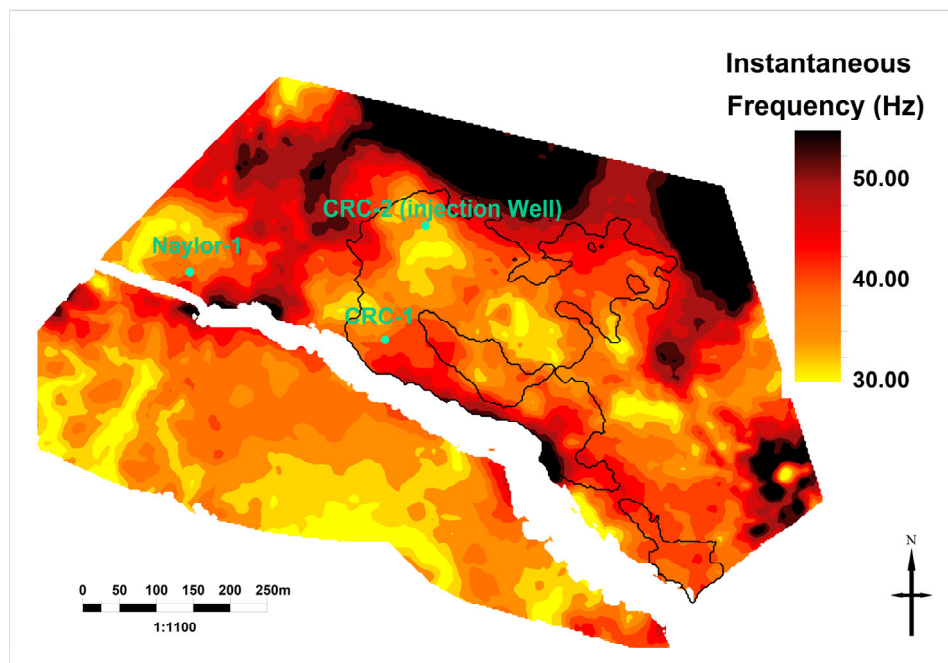 Instantaneous
Frequency (Hz)
50.00
40.00
30.00
CRC-2 (injection Well)
Naylor-1
CRC-1
0 50 100 150 200 250m
1:1100
N